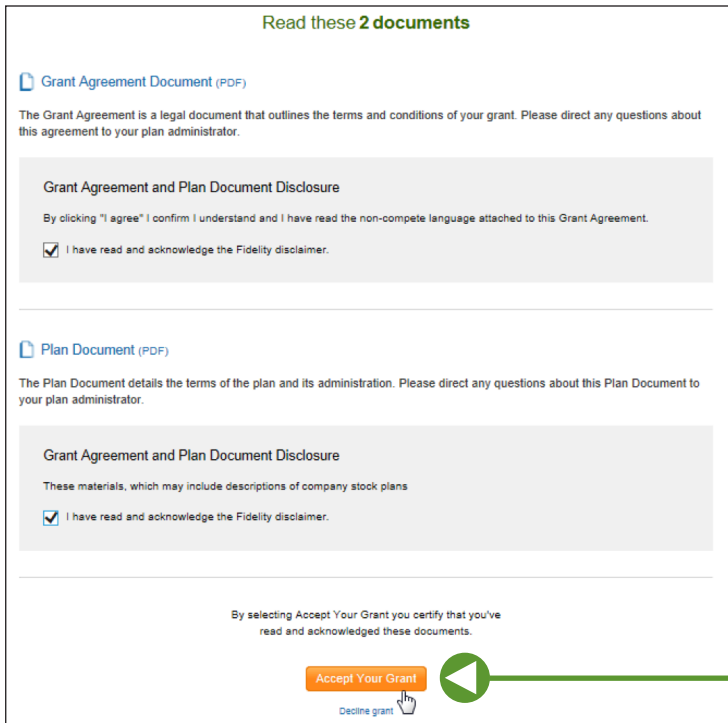 Read these 2 documents
Grant Agreement Document (PDF)
The Grant Agreement is a legal document that outlines the terms and conditions of your grant. Please direct any questions about
this agreement to your plan administrator.
Grant Agreement and Plan Document Disclosure
By clicking "I agree" I confirm I understand and I have read the non-compete language attached to this Grant Agreement.
I have read and acknowledge the Fidelity disclaimer.
Plan Document (PDF)
The Plan Document details the terms of the plan and its administration. Please direct any questions about this Plan Document to
your plan administrator.
Grant Agreement and Plan Document Disclosure
These materials, which may include descriptions of company stock plans
I have read and acknowledge the Fidelity disclaimer.
By selecting Accept Your Grant you certify that you've
read and acknowledged these documents.
Accept Your Grant
Decline grant